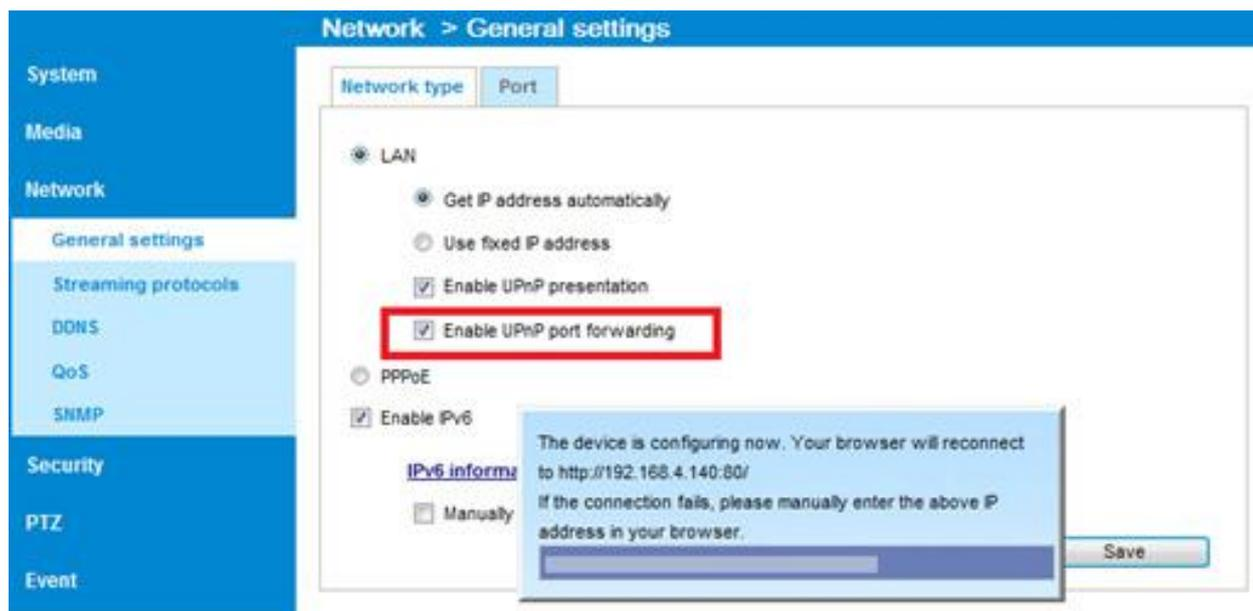 Network > General settings
System
Media
Network
General settings
Streaming protocols
DDNS
QoS
SNMP
Security
PTZ
Event
Network type
Port
LAN
Get IP address automatically
Use fixed IP address
Enable UPnP presentation
Enable UPnP port forwarding
PPPoE
Enable IPv6
IPv6 informa
Manually
The device is configuring now. Your browser will reconnect
to http://192.168.4.140:80/
If the connection fails, please manually enter the above IP
address in your browser.
Save